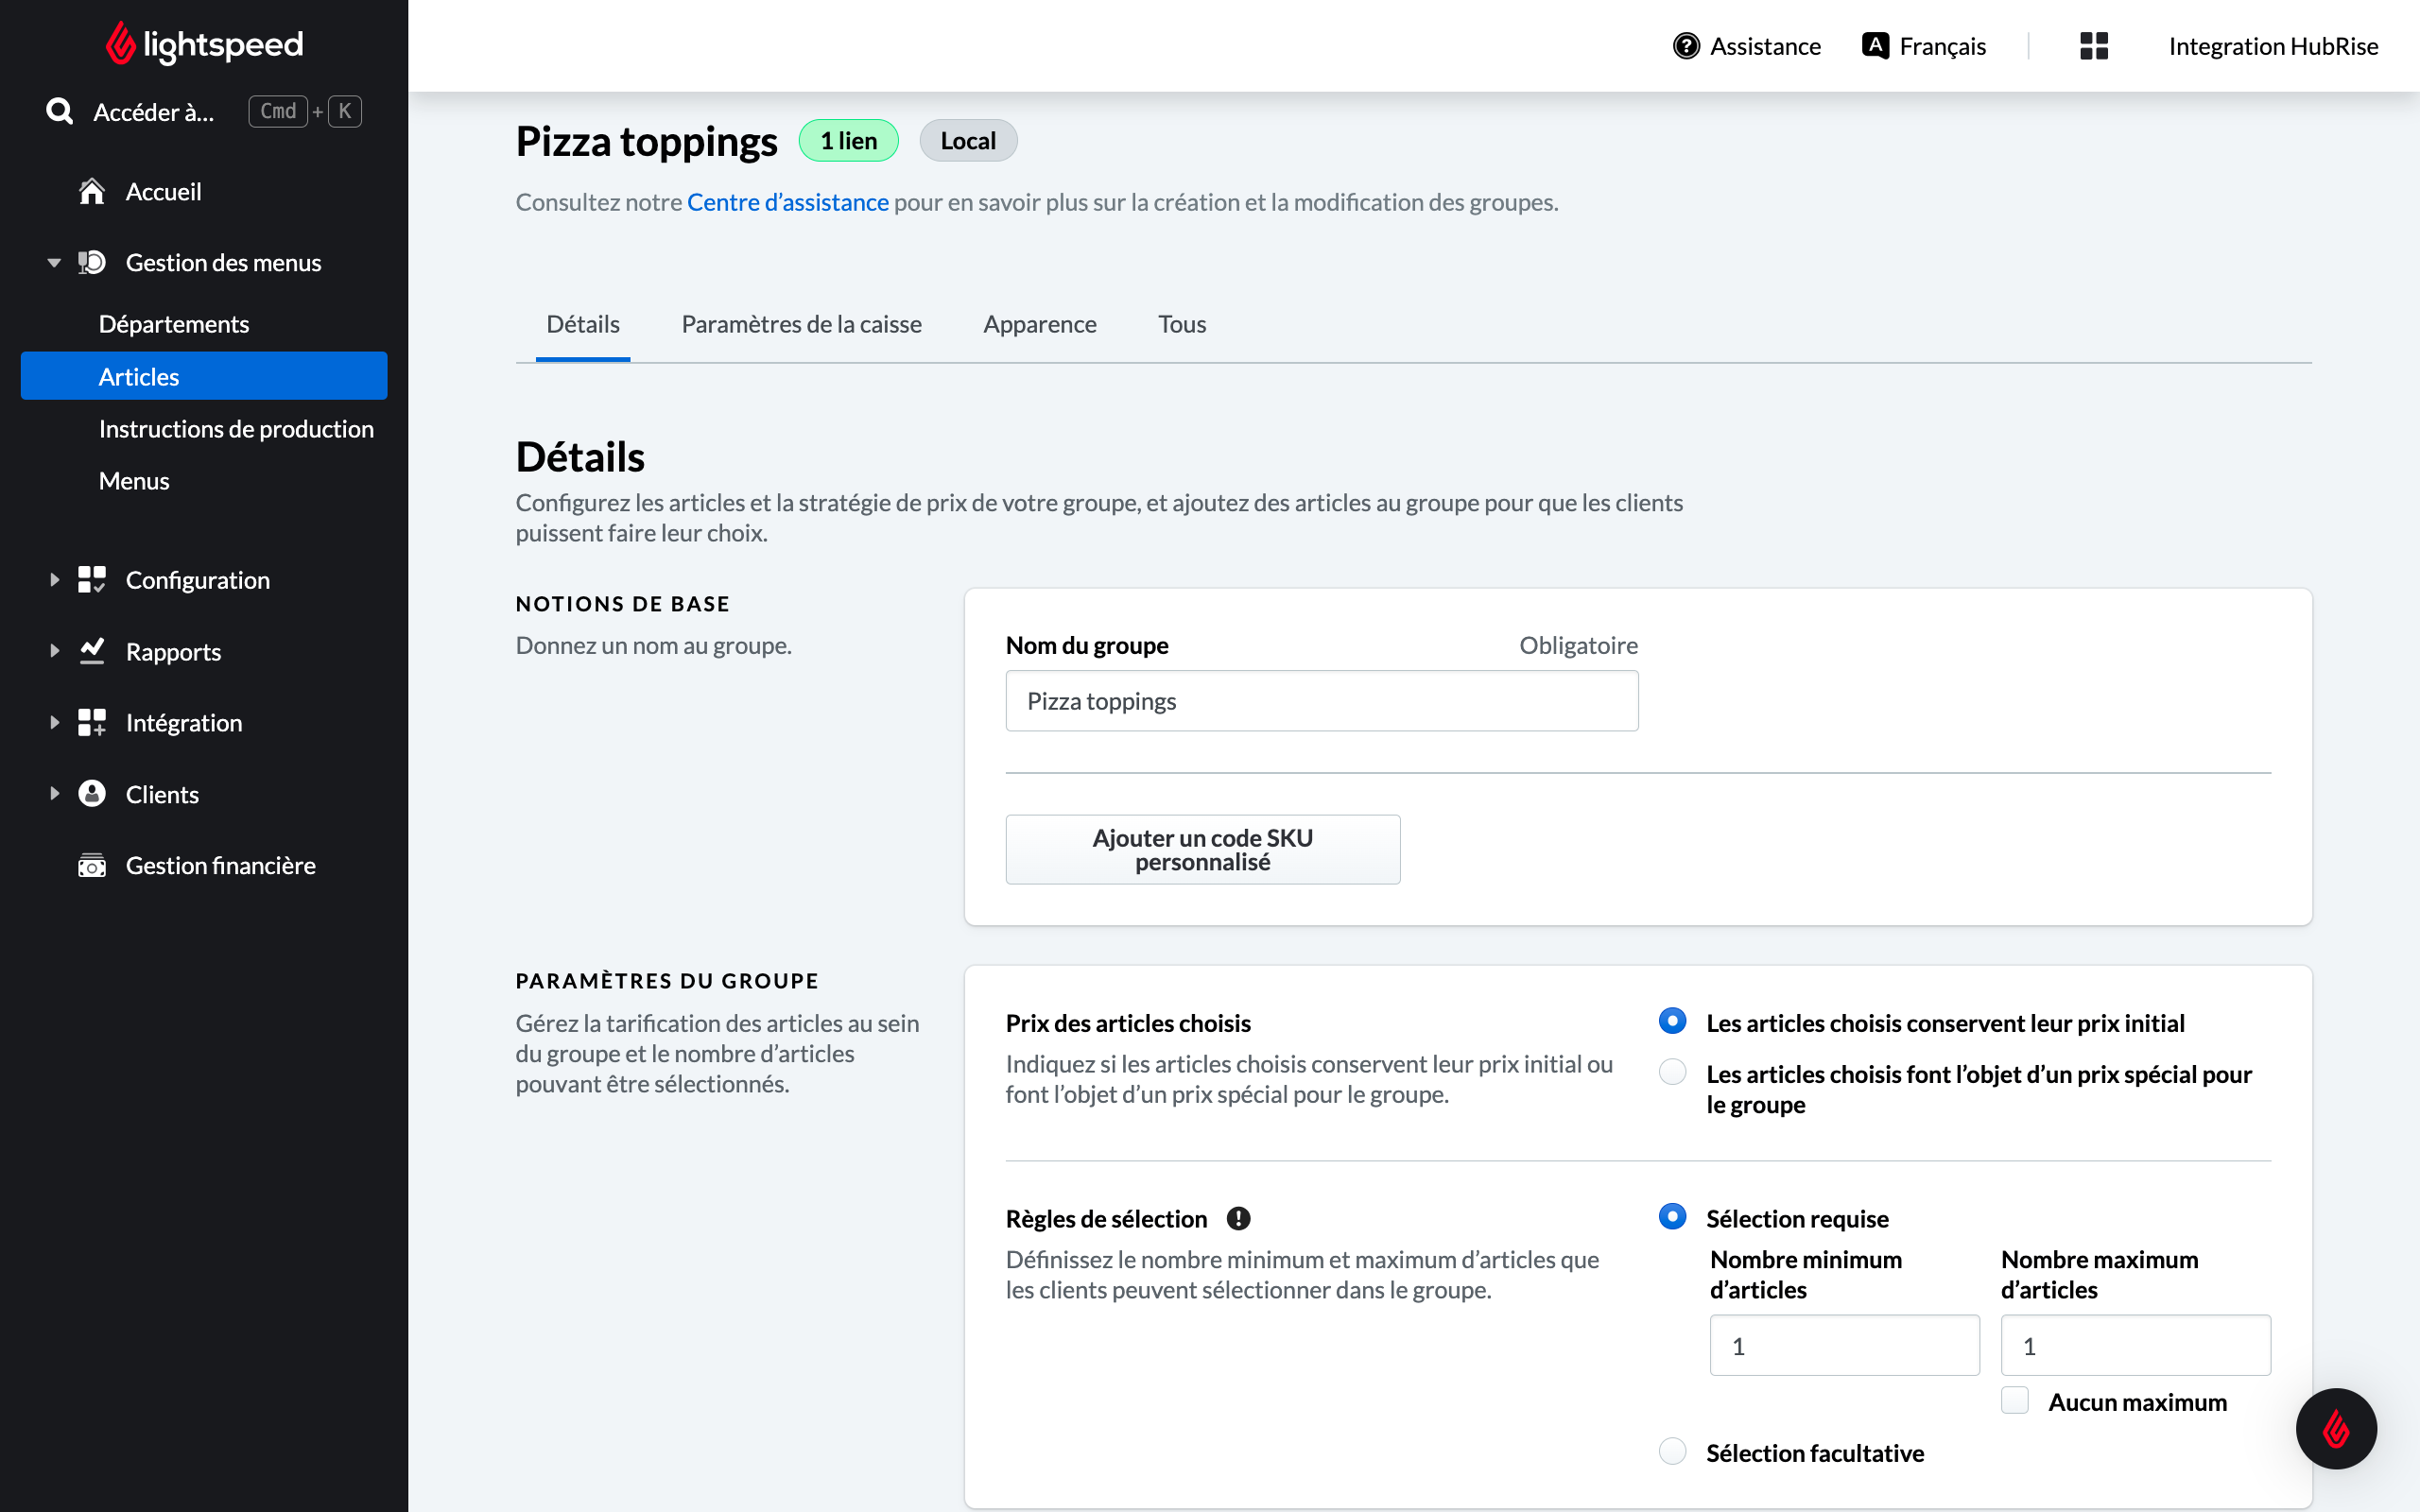 lightspeed
Accéder à... Cmd + K
Accueil
Gestion des menus
Départements
Articles
Instructions de production
Menus
Configuration
Rapports
Intégration
Clients
Gestion financière
Assistance
A Français
Integration HubRise
Pizza toppings 1 lien Local
Consultez notre Centre d’assistance pour en savoir plus sur la création et la modification des groupes.
Détails Paramètres de la caisse Apparence Tous
Détails
Configurez les articles et la stratégie de prix de votre groupe, et ajoutez des articles au groupe pour que les clients
puissent faire leur choix.
NOTIONS DE BASE
Donnez un nom au groupe.
Nom du groupe Obligatoire
Pizza toppings
Ajouter un code SKU
personnalisé
PARAMÈTRES DU GROUPE
Gérez la tarification des articles au sein
du groupe et le nombre d’articles
pouvant être sélectionnés.
Prix des articles choisis
Indiquez si les articles choisis conservent leur prix initial ou
font l’objet d’un prix spécial pour le groupe.
Les articles choisis conservent leur prix initial
Les articles choisis font l’objet d’un prix spécial pour
le groupe
Règles de sélection
Définissez le nombre minimum et maximum d’articles que
les clients peuvent sélectionner dans le groupe.
Sélection requise
Nombre minimum
d’articles
1
Nombre maximum
d’articles
1
Aucun maximum
Sélection facultative